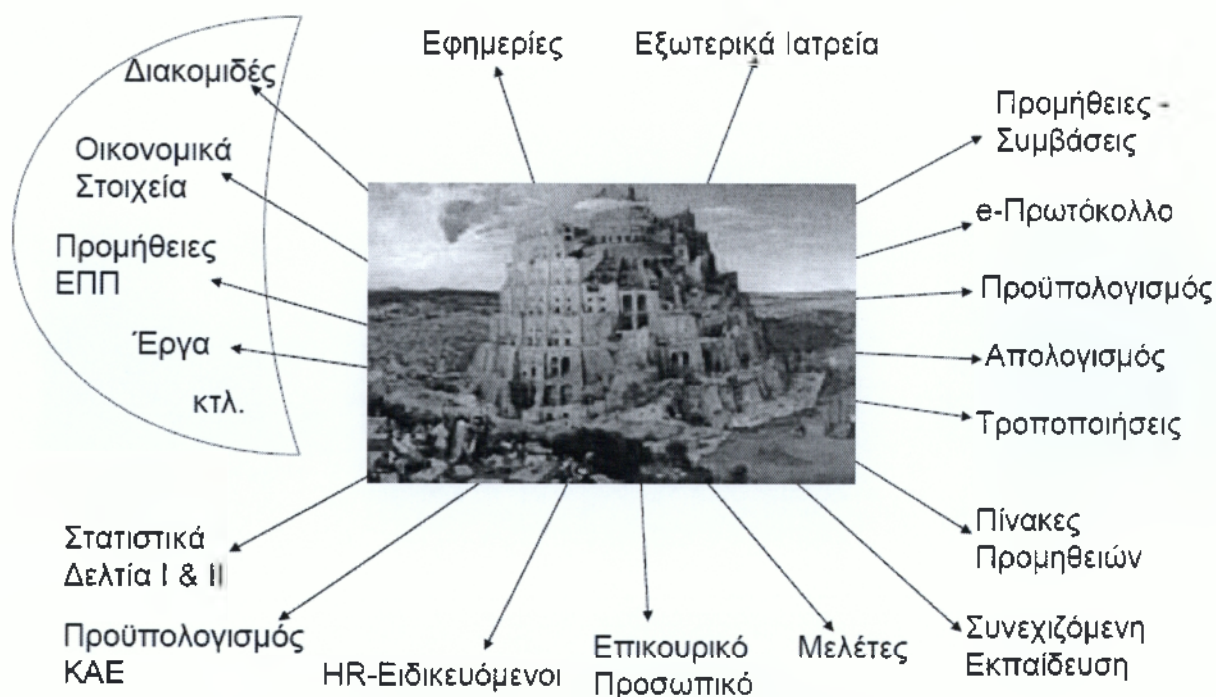 Εφημερίες
Εξωτερικά Ιατρεία
Διακομιδές
Οικονομικά
Στοιχεία
Προμήθειες
ΕΠΠ
Έργα
κτλ.
Προμήθειες -
Συμβάσεις
e-Πρωτόκολλο
Προϋπολογισμός
Απολογισμός
Τροποποιήσεις
Πίνακες
Προμηθειών
Συνεχιζόμενη
Εκπαίδευση
Μελέτες
Επικουρικό
Προσωπικό
HR-Ειδικευόμενοι
Στατιστικά
Δελτία Ι & ΙΙ
Προϋπολογισμός
ΚΑΕ